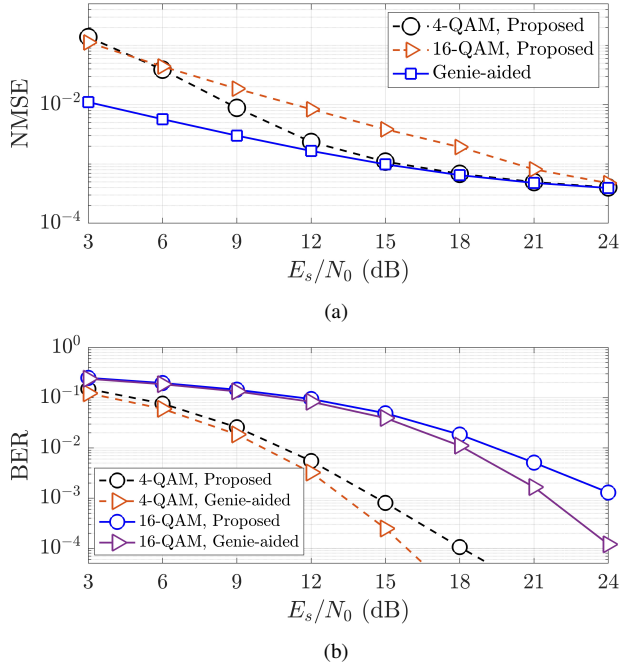 4-QAM, Proposed
16-QAM, Proposed
Genie-aided
NMSE
10^{-2}
10^{-4}
3 6 9 12 15 18 21 24
E_s/N_0 (dB)
(a)
10^0
10^{-1}
10^{-2}
10^{-3}
10^{-4}
BER
4-QAM, Proposed
4-QAM, Genie-aided
16-QAM, Proposed
16-QAM, Genie-aided
3 6 9 12 15 18 21 24
E_s/N_0 (dB)
(b)